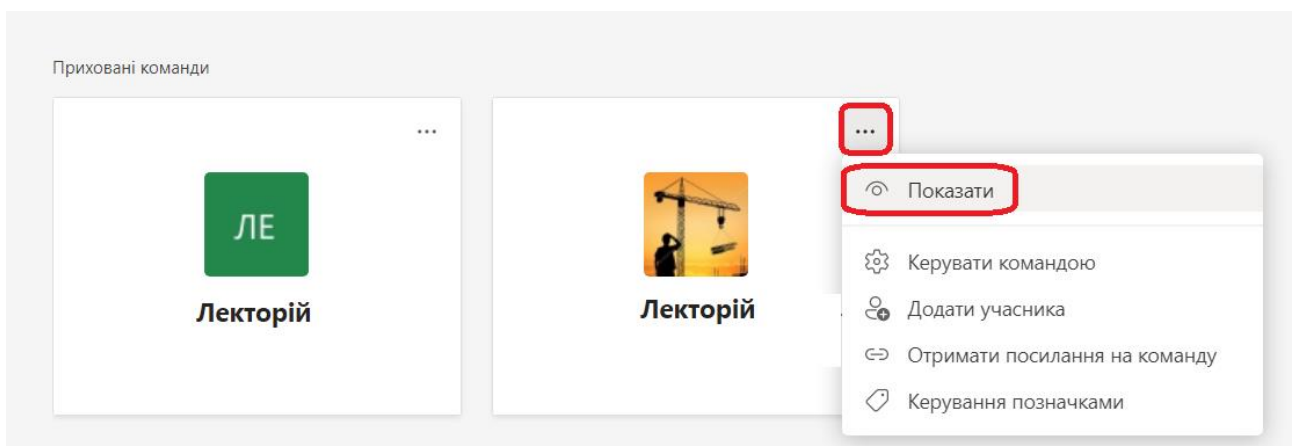 Приховані команди
...
...
ЛЕ
Лекторій
Лекторій
Показати
Керувати командою
Додати учасника
Отримати посилання на команду
Керування позначками